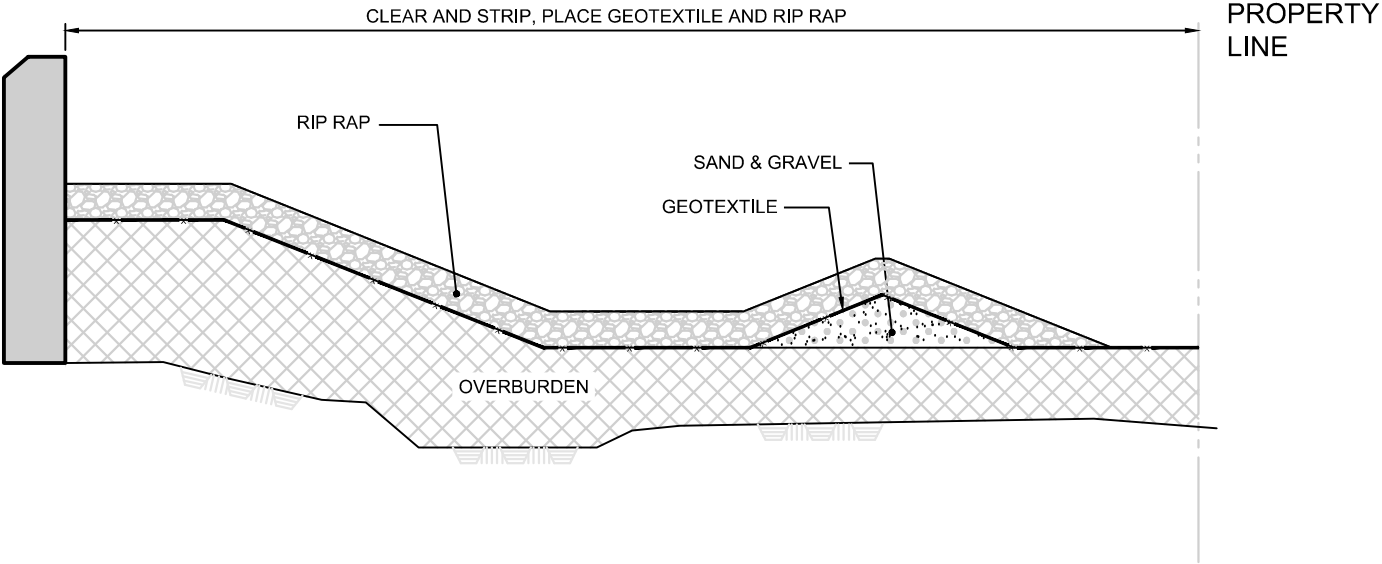 CLEAR AND STRIP, PLACE GEOTEXTILE AND RIP RAP
PROPERTY
LINE
RIP RAP
SAND & GRAVEL
GEOTEXTILE
OVERBURDEN